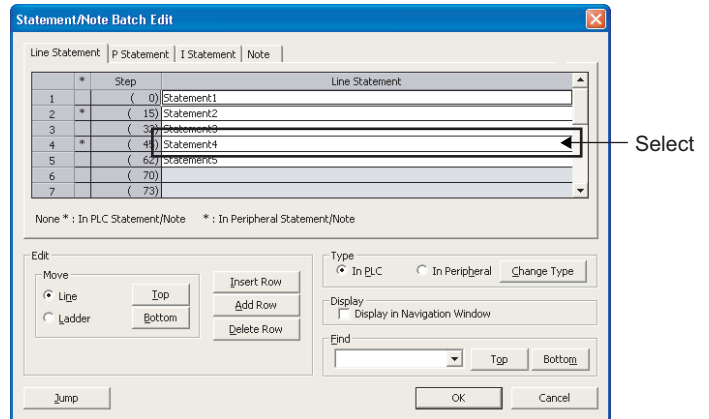 Statement/Note Batch Edit
Line Statement P Statement I Statement Note
* Step Line Statement
1 ( 0) Statement1
2 * ( 15) Statement2
3 ( 33) Statement3
4 * ( 45) Statement4
5 ( 62) Statement5
6 ( 70)
7 ( 73)
Select
None * : In PLC Statement/Note * : In Peripheral Statement/Note
Edit
Move
Line Top
Ladder Bottom
Insert Row
Add Row
Delete Row
Type
In PLC In Peripheral Change Type
Display
Display in Navigation Window
Find
Top Bottom
Jump OK Cancel